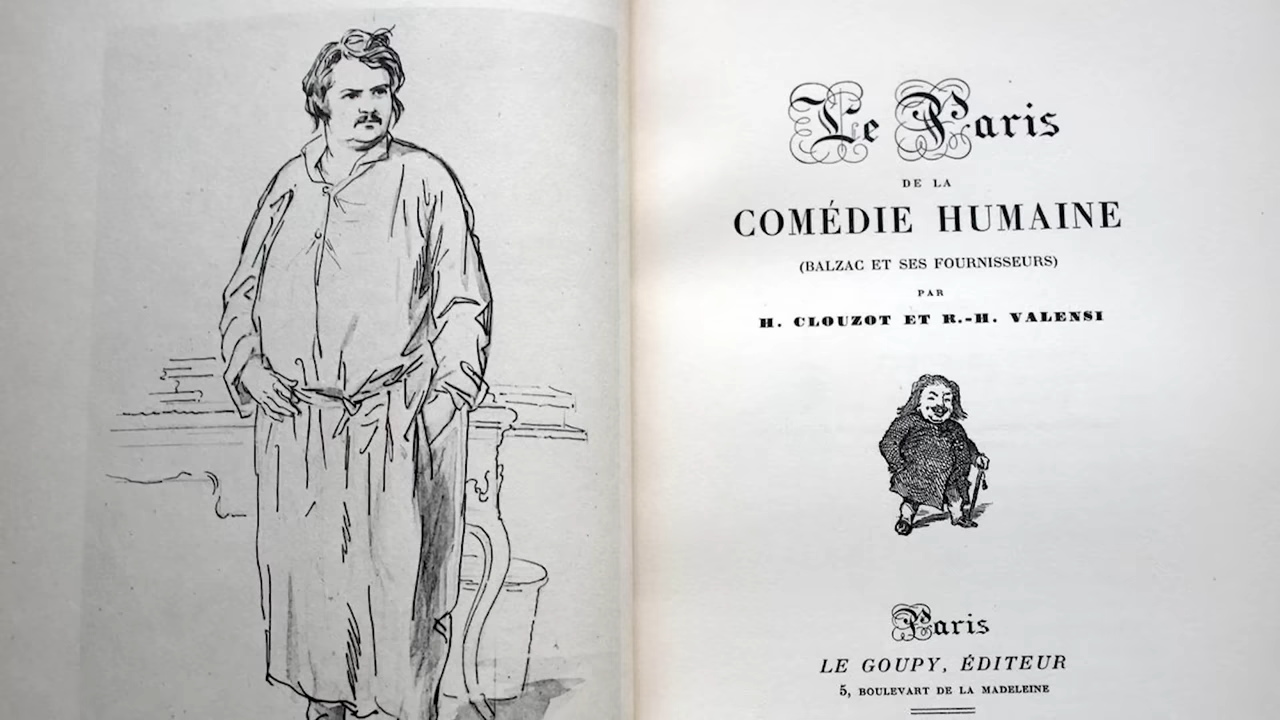 Le Paris
DE LA
COMÉDIE HUMAINE
(BALZAC ET SES FOURNISSEURS)
PAR
H. CLOUZOT ET R.-H. VALENSI
Paris
LE GOUPY, ÉDITEUR
5, BOULEVART DE LA MADELEINE